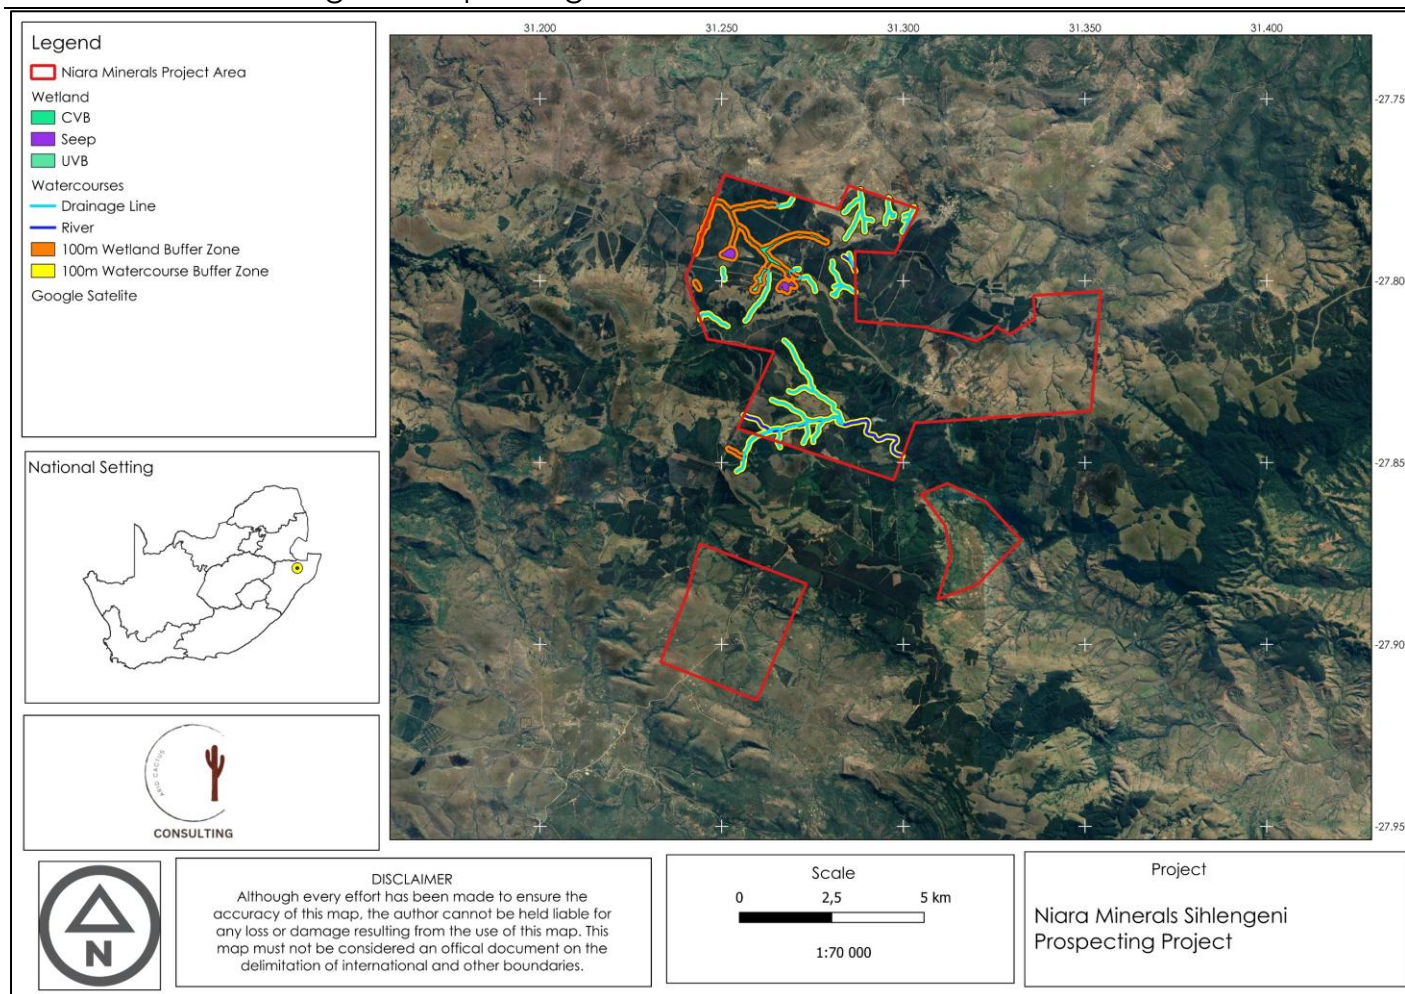 Legend
Niara Minerals Project Area
Wetland
CVB
Seep
UVB
Watercourses
Drainage Line
River
100m Wetland Buffer Zone
100m Watercourse Buffer Zone
Google Satelite
31.200
31.250
31.300
31.350
31.400
-27.75
-27.80
-27.85
-27.90
-27.95
National Setting
ARID CACTUS
CONSULTING
N
DISCLAIMER
Although every effort has been made to ensure the
accuracy of this map, the author cannot be held liable for
any loss or damage resulting from the use of this map. This
map must not be considered an offical document on the
delimitation of international and other boundaries.
Scale
0 2,5 5 km
1:70 000
Project
Niara Minerals Sihlengeni
Prospecting Project